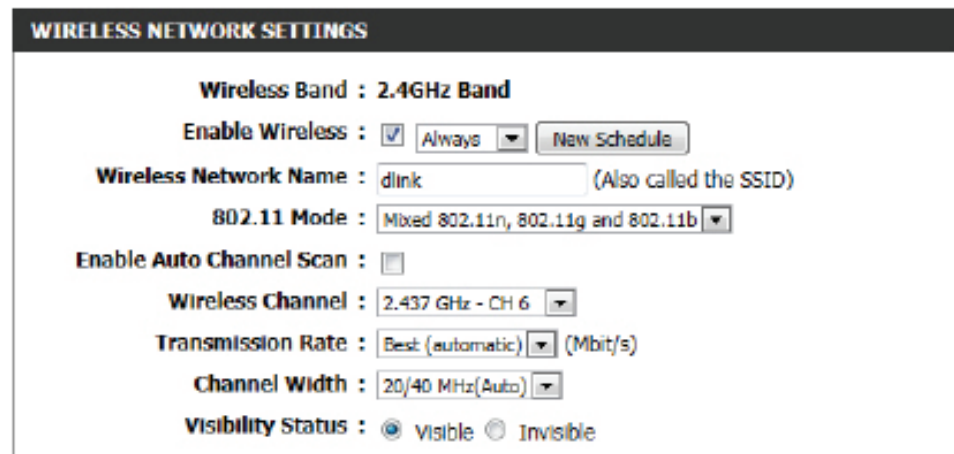 WIRELESS NETWORK SETTINGS
Wireless Band : 2.4GHz Band
Enable Wireless : Always New Schedule
Wireless Network Name : dlink (Also called the SSID)
802.11 Mode : Mixed 802.11n, 802.11g and 802.11b
Enable Auto Channel Scan :
Wireless Channel : 2.437 GHz - CH 6
Transmission Rate : Best (automatic) (Mbit/s)
Channel Width : 20/40 MHz(Auto)
Visibility Status : Visible Invisible